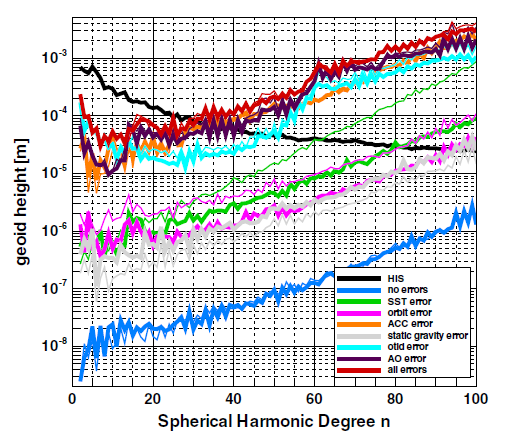 geoid height [m]
10-3
10-4
10-5
10-6
10-7
10-8
HIS
no errors
SST error
orbit error
ACC error
static gravity error
otid error
AO error
all errors
0 20 40 60 80 100
Spherical Harmonic Degree n